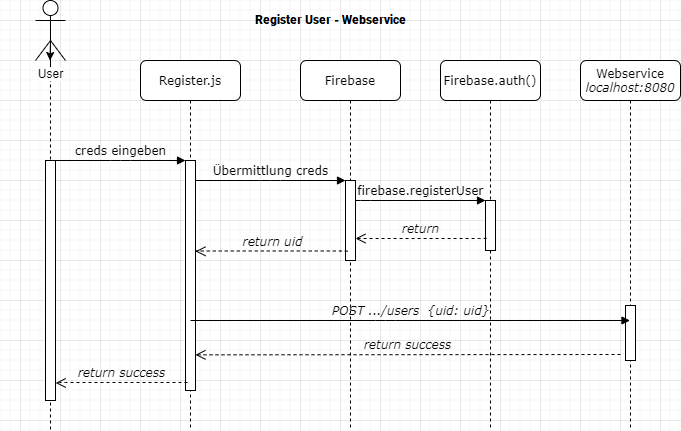 Register User - Webservice
User
Register.js
Firebase
Firebase.auth()
Webservice
localhost:8080
creds eingeben
Übermittlung creds
firebase.registerUser
return
return uid
POST .../users {uid: uid}
return success
return success